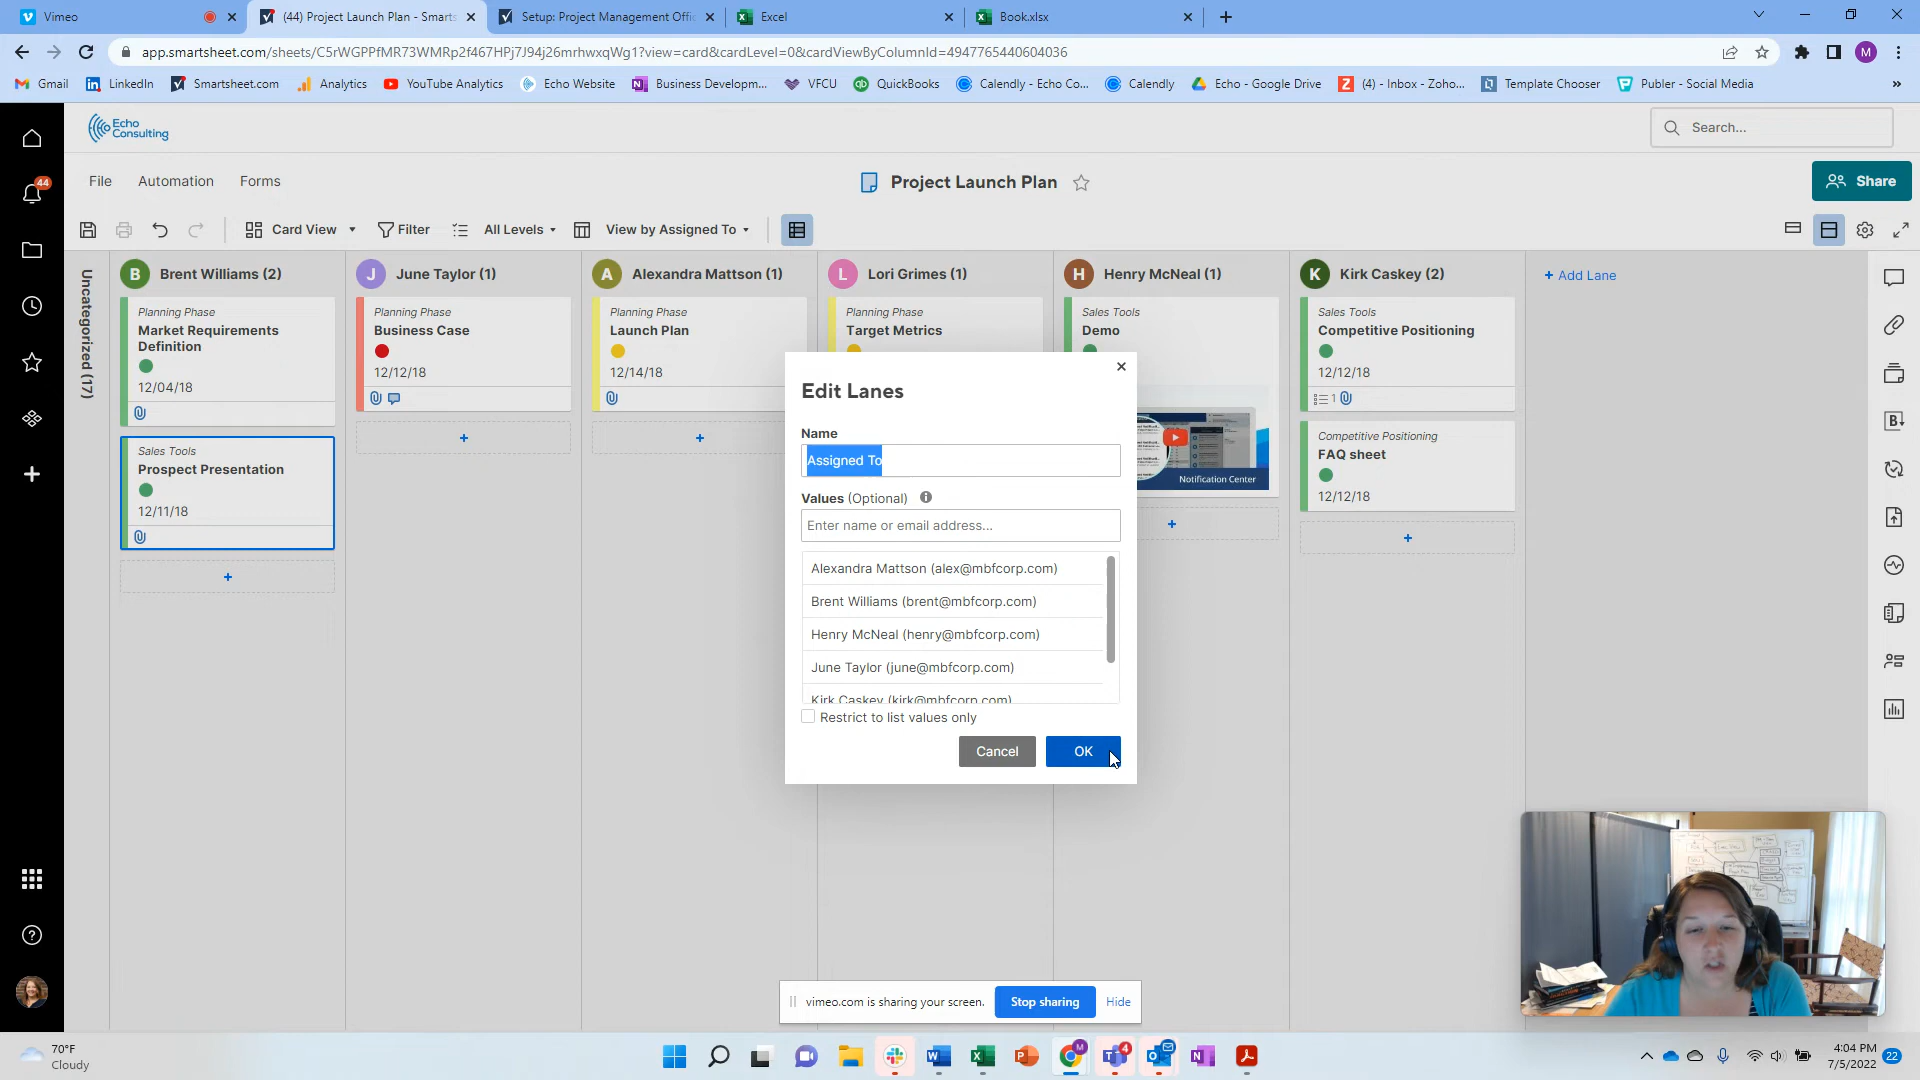 Vimeo
(44) Project Launch Plan - Smarts
Setup: Project Management Offic
Excel
Book.xlsx
app.smartsheet.com/sheets/C5rWGPPfMR73WMRp2f467HPj7J94j26mrhwxqWg1?view=card&cardLevel=0&cardViewByColumnId=4947765440604036
M
Gmail
LinkedIn
Smartsheet.com
Analytics
YouTube Analytics
Echo Website
Business Developm...
VFCU
QuickBooks
Calendly - Echo Co...
Calendly
Echo - Google Drive
(4) - Inbox - Zoho...
Template Chooser
Publer - Social Media
»
Echo
Consulting
Search...
44
File
Automation
Forms
Project Launch Plan
Share
Card View
Filter
All Levels
View by Assigned To
Uncategorized (17)
B
Brent Williams (2)
J
June Taylor (1)
A
Alexandra Mattson (1)
L
Lori Grimes (1)
H
Henry McNeal (1)
K
Kirk Caskey (2)
+ Add Lane
Planning Phase
Market Requirements
Definition
12/04/18
Sales Tools
Prospect Presentation
12/11/18
+
Planning Phase
Business Case
12/12/18
+
Planning Phase
Launch Plan
12/14/18
+
Planning Phase
Target Metrics
Sales Tools
Demo
Notification Center
+
Sales Tools
Competitive Positioning
12/12/18
1
Competitive Positioning
FAQ sheet
12/12/18
+
Edit Lanes
Name
Assigned To
Values (Optional)
Enter name or email address...
Alexandra Mattson (alex@mbfcorp.com)
Brent Williams (brent@mbfcorp.com)
Henry McNeal (henry@mbfcorp.com)
June Taylor (june@mbfcorp.com)
Kirk Caskey (kirk@mbfcorp.com)
Restrict to list values only
Cancel
OK
vimeo.com is sharing your screen.
Stop sharing
Hide
70°F
Cloudy
4
4:04 PM
7/5/2022
22